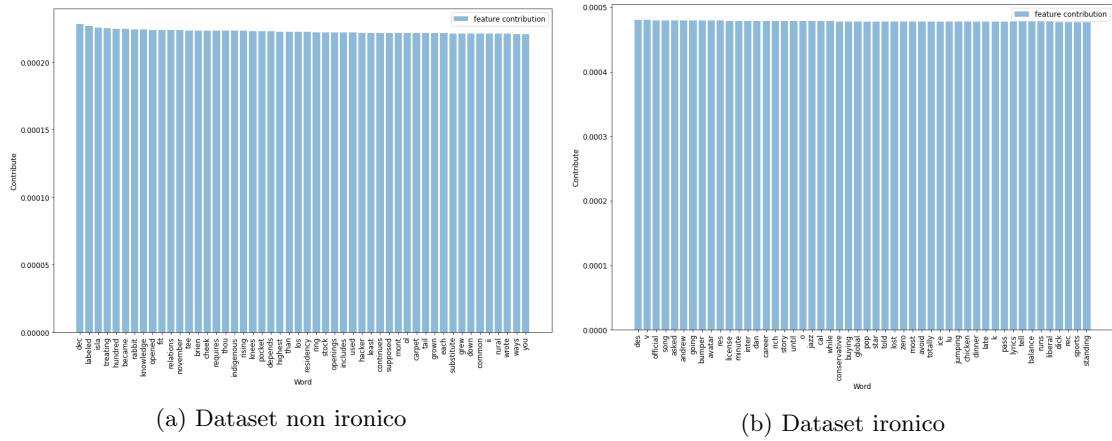 feature contribution
0.00020
0.00015
0.00010
0.00005
0.00000
Contribute
dec
labeled
isla
treating
hundred
became
rabbit
knowledge
opened
fit
relations
november
tee
brien
cheek
requires
thou
indigenous
rising
knees
pocket
depends
highest
than
los
residency
ring
stock
openings
includes
used
hacker
least
continues
supposed
mont
ol
carpet
tail
grown
each
substitute
grew
down
common
ii
rural
wrote
ways
you
Word
(a) Dataset non ironico
feature contribution
0.0005
0.0004
0.0003
0.0002
0.0001
0.0000
Contribute
des
v
official
song
asked
andrew
going
bumper
avatar
res
license
minute
inter
dan
career
rich
story
until
o
jazz
cal
while
conservative
buying
global
pop
star
told
lost
zero
most
avoid
totally
ice
lu
jumping
chicken
dinner
late
k
pass
lyrics
tell
balance
runs
liberal
dick
rec
sports
standing
Word
(b) Dataset ironico